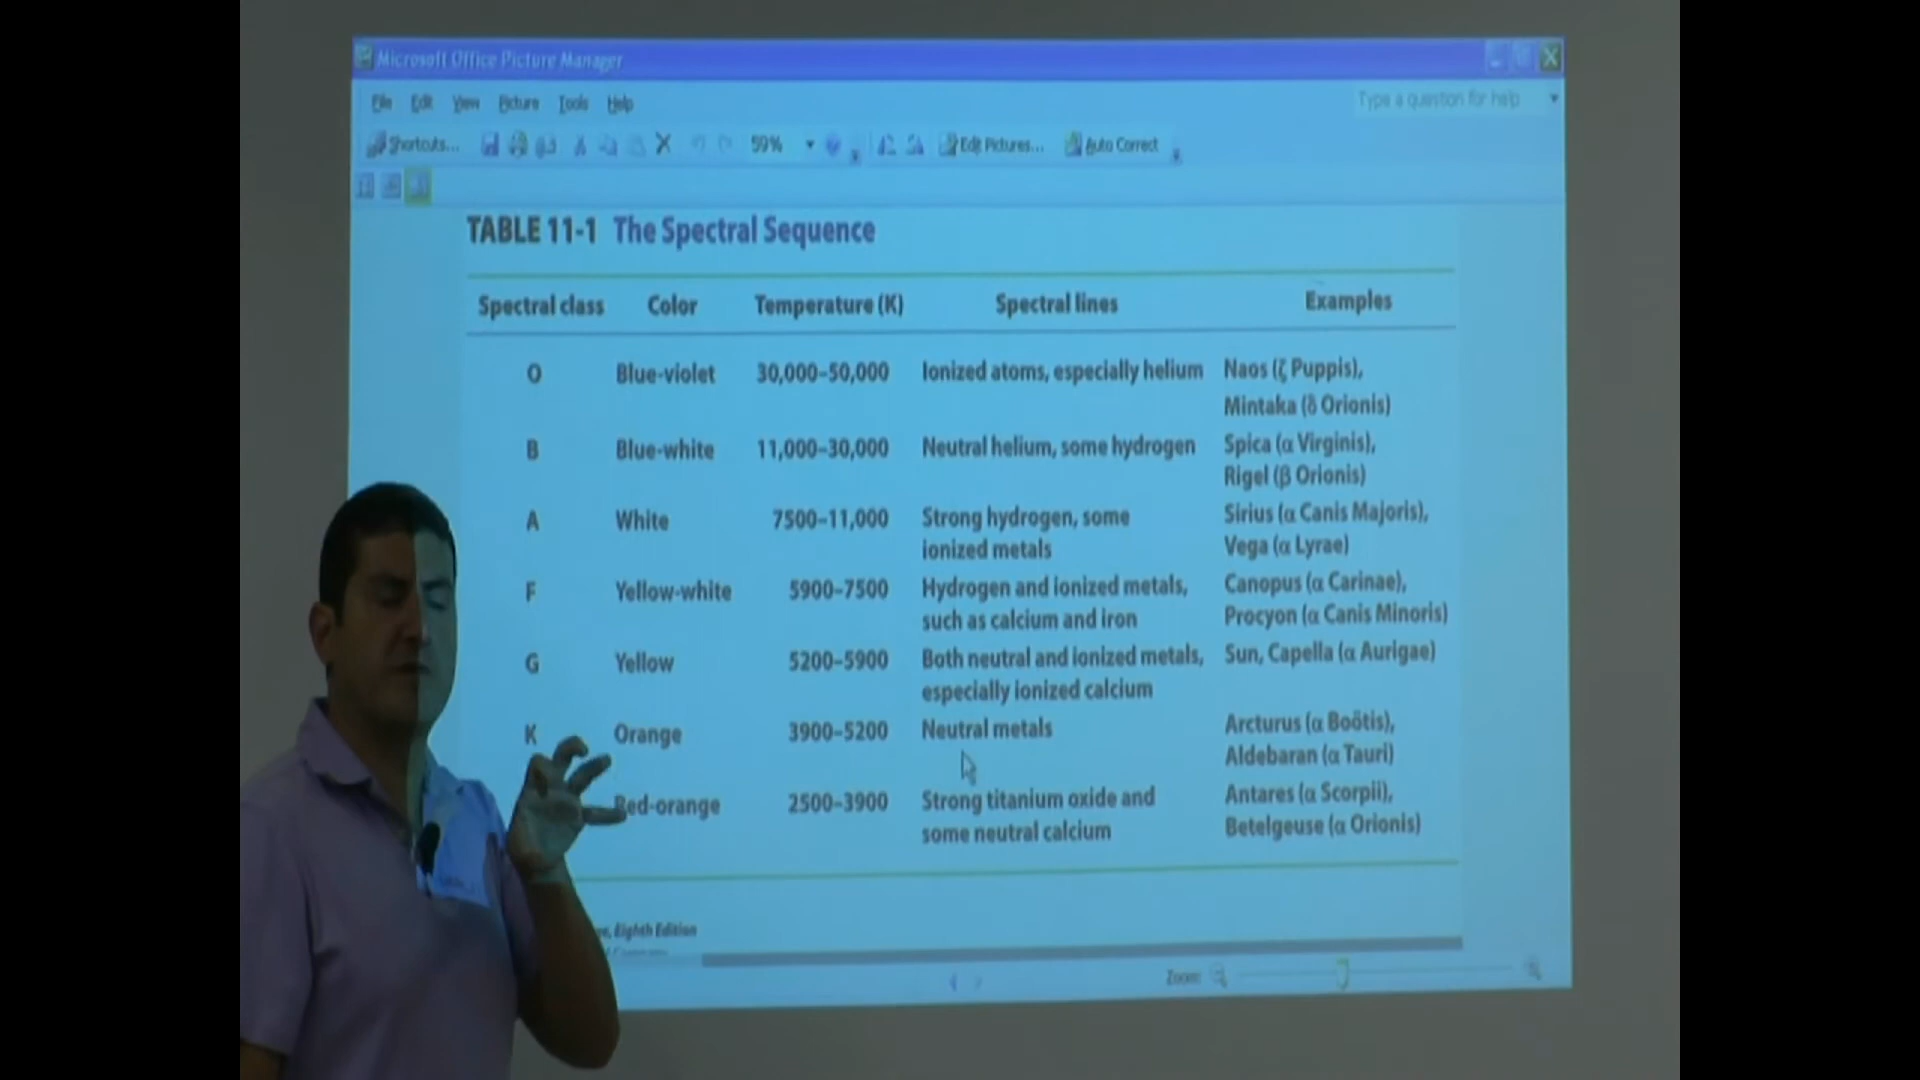 Microsoft Office Picture Manager
File Edit View Picture Tools Help
Type a question for help
Shortcuts... 59% Edit Pictures... Auto Correct
TABLE 11-1 The Spectral Sequence
Spectral class Color Temperature (K) Spectral lines Examples
O Blue-violet 30,000–50,000 Ionized atoms, especially helium Naos (ζ Puppis),
Mintaka (δ Orionis)
B Blue-white 11,000–30,000 Neutral helium, some hydrogen Spica (α Virginis),
Rigel (β Orionis)
A White 7500–11,000 Strong hydrogen, some Sirius (α Canis Majoris),
ionized metals Vega (α Lyrae)
F Yellow-white 5900–7500 Hydrogen and ionized metals, Canopus (α Carinae),
such as calcium and iron Procyon (α Canis Minoris)
G Yellow 5200–5900 Both neutral and ionized metals, Sun, Capella (α Aurigae)
especially ionized calcium
K Orange 3900–5200 Neutral metals Arcturus (α Boötis),
Aldebaran (α Tauri)
Red-orange 2500–3900 Strong titanium oxide and Antares (α Scorpii),
some neutral calcium Betelgeuse (α Orionis)
Eighth Edition
Zoom: